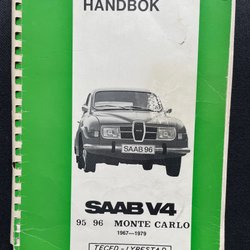 HANDBOK
SAAB 96
SAAB V4
95 96 MONTE CARLO
1967—1979